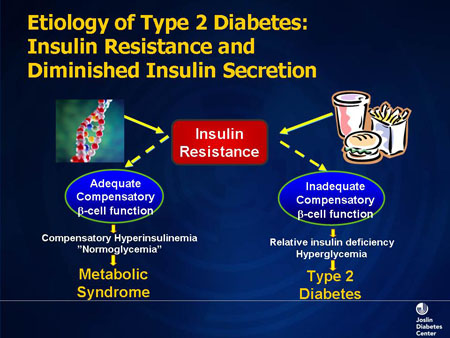 Etiology of Type 2 Diabetes:
Insulin Resistance and
Diminished Insulin Secretion
Insulin
Resistance
Adequate
Compensatory
β-cell function
Compensatory Hyperinsulinemia
"Normoglycemia"
Metabolic
Syndrome
Inadequate
Compensatory
β-cell function
Relative insulin deficiency
Hyperglycemia
Type 2
Diabetes
Joslin
Diabetes
Center